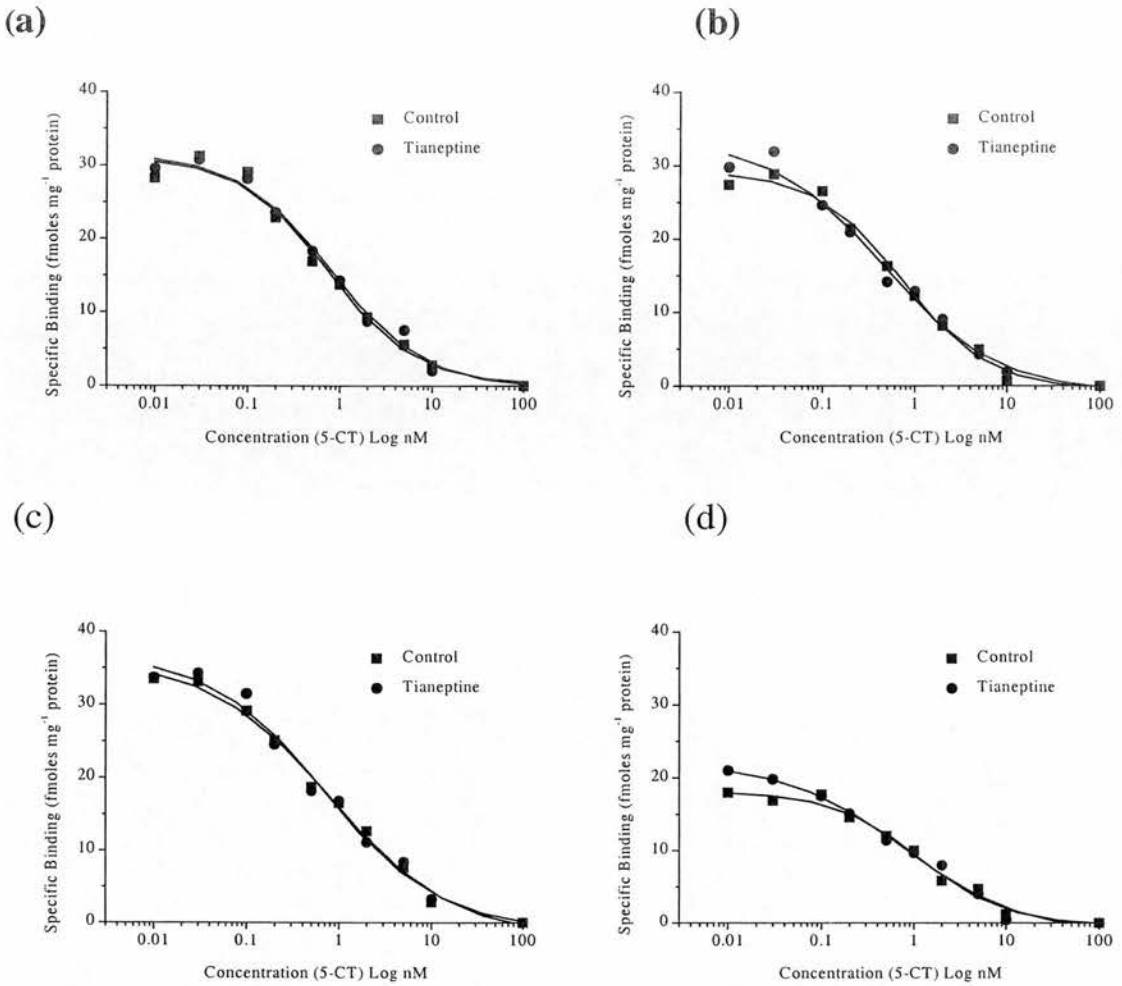 (a)
Specific Binding (fmoles mg⁻¹ protein)
40
30
20
10
0
Control
Tianeptine
0.01 0.1 1 10 100
Concentration (5-CT) Log nM
(b)
Specific Binding (fmoles mg⁻¹ protein)
40
30
20
10
0
Control
Tianeptine
0.01 0.1 1 10 100
Concentration (5-CT) Log nM
(c)
Specific Binding (fmoles mg⁻¹ protein)
40
30
20
10
0
Control
Tianeptine
0.01 0.1 1 10 100
Concentration (5-CT) Log nM
(d)
Specific Binding (fmoles mg⁻¹ protein)
40
30
20
10
0
Control
Tianeptine
0.01 0.1 1 10 100
Concentration (5-CT) Log nM